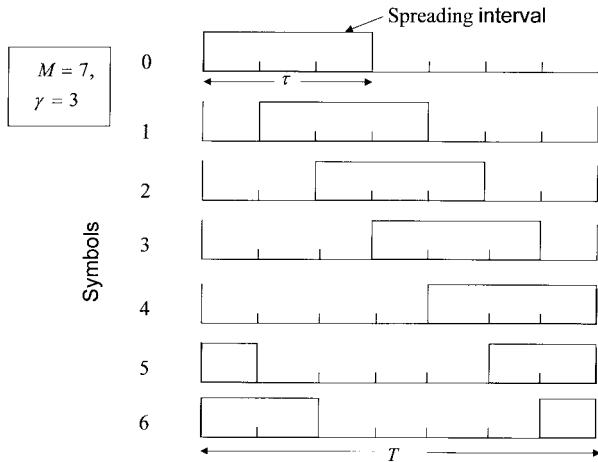 Spreading interval
M = 7,
γ = 3
0
τ
1
2
3
4
5
6
Symbols
T